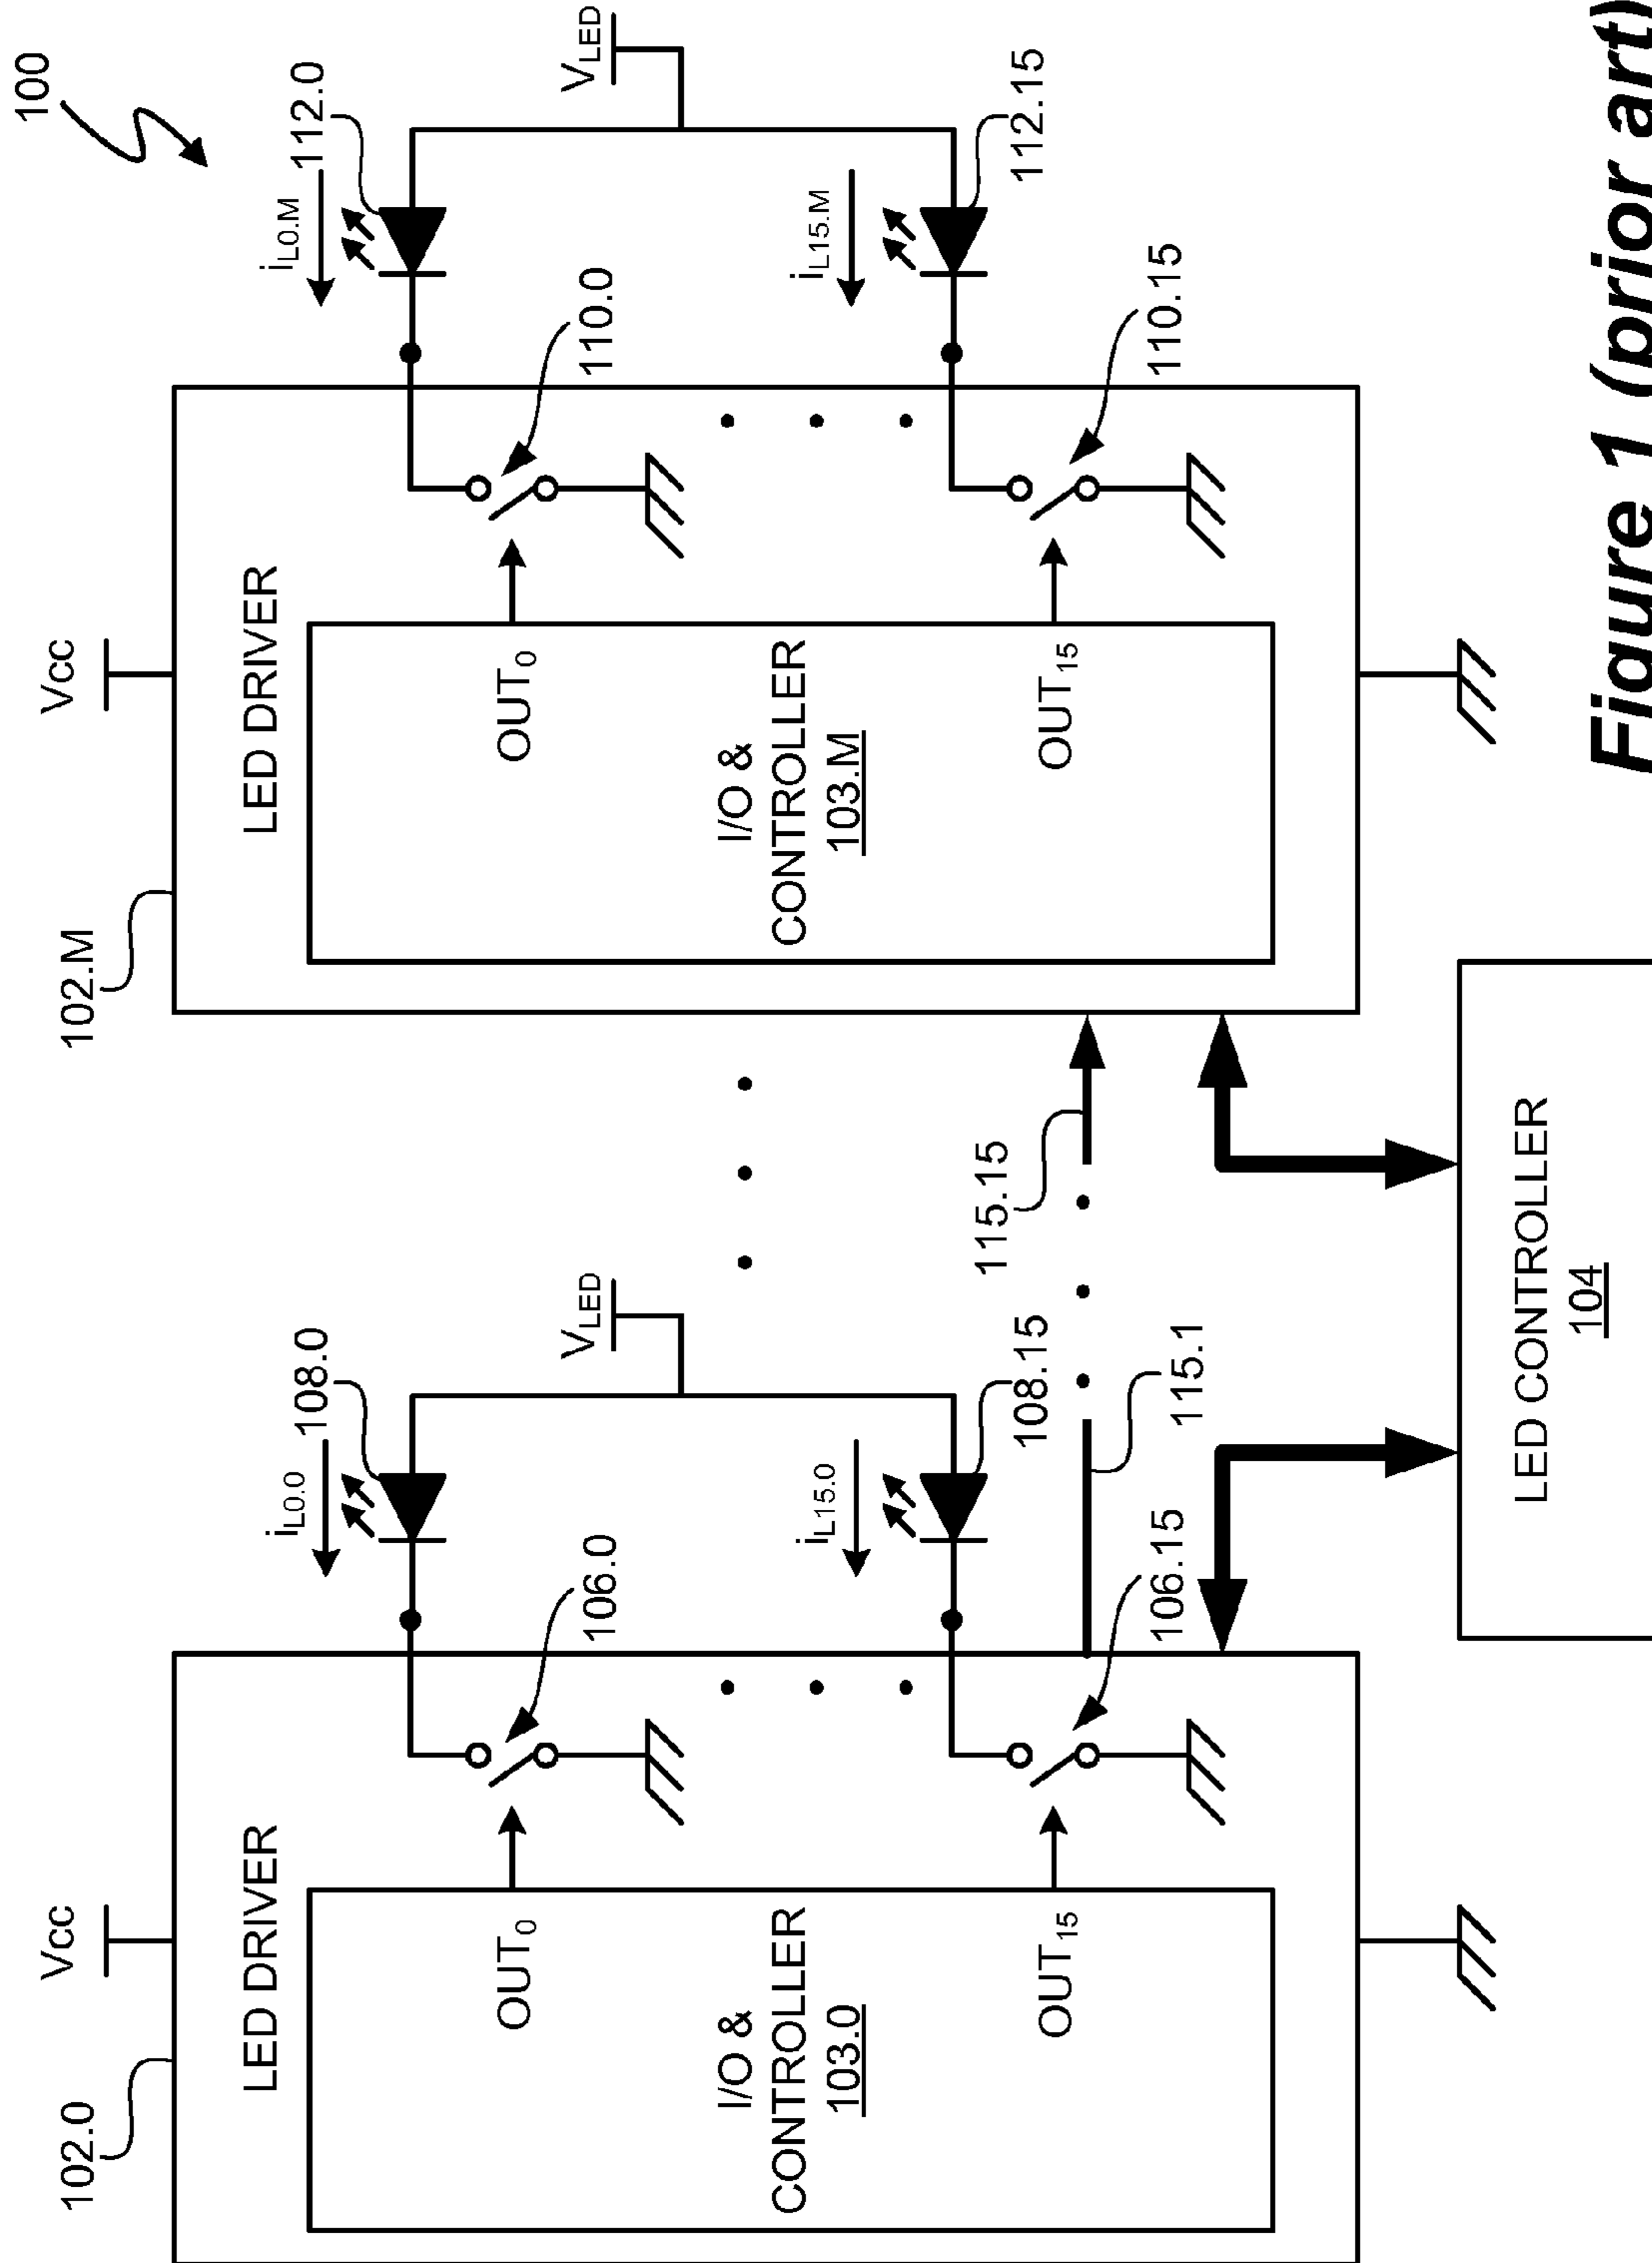 100
Vcc
Vcc
102.0
102.M
LED DRIVER
LED DRIVER
iL0.0
108.0
iL0.M
112.0
OUT0
106.0
VLED
OUT0
110.0
VLED
I/O &
CONTROLLER
103.0
I/O &
CONTROLLER
103.M
iL15.0
108.15
iL15.M
112.15
OUT15
106.15
115.1
115.15
OUT15
110.15
LED CONTROLLER
104
Figure 1 (prior art)